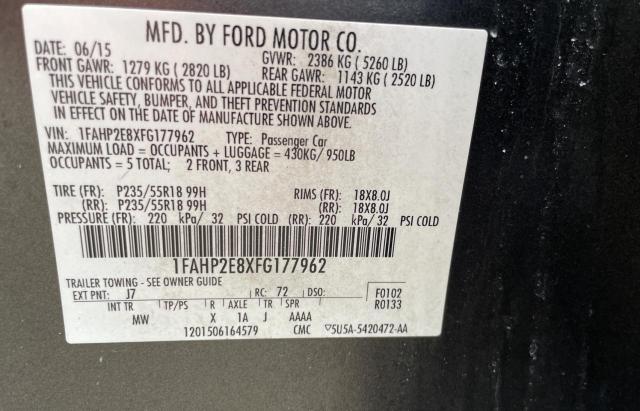 MFD. BY FORD MOTOR CO.
DATE: 06/15 GVWR: 2386 KG ( 5260 LB)
FRONT GAWR: 1279 KG ( 2820 LB) REAR GAWR: 1143 KG ( 2520 LB)
THIS VEHICLE CONFORMS TO ALL APPLICABLE FEDERAL MOTOR
VEHICLE SAFETY, BUMPER, AND THEFT PREVENTION STANDARDS
IN EFFECT ON THE DATE OF MANUFACTURE SHOWN ABOVE.
VIN: 1FAHP2E8XFG177962 TYPE: Passenger Car
MAXIMUM LOAD = OCCUPANTS + LUGGAGE = 430KG/ 950LB
OCCUPANTS = 5 TOTAL; 2 FRONT, 3 REAR
TIRE (FR): P235/55R18 99H RIMS (FR): 18X8.0J
(RR): P235/55R18 99H (RR): 18X8.0J
PRESSURE (FR): 220 kPa/ 32 PSI COLD (RR): 220 kPa/ 32 PSI COLD
1FAHP2E8XFG177962
TRAILER TOWING - SEE OWNER GUIDE
EXT PNT: J7 RC: 72 DSO: F0102
INT TR TP/PS R AXLE TR SPR R0133
MW X 1A J AAAA
1201506164579 CMC ▽5U5A-5420472-AA